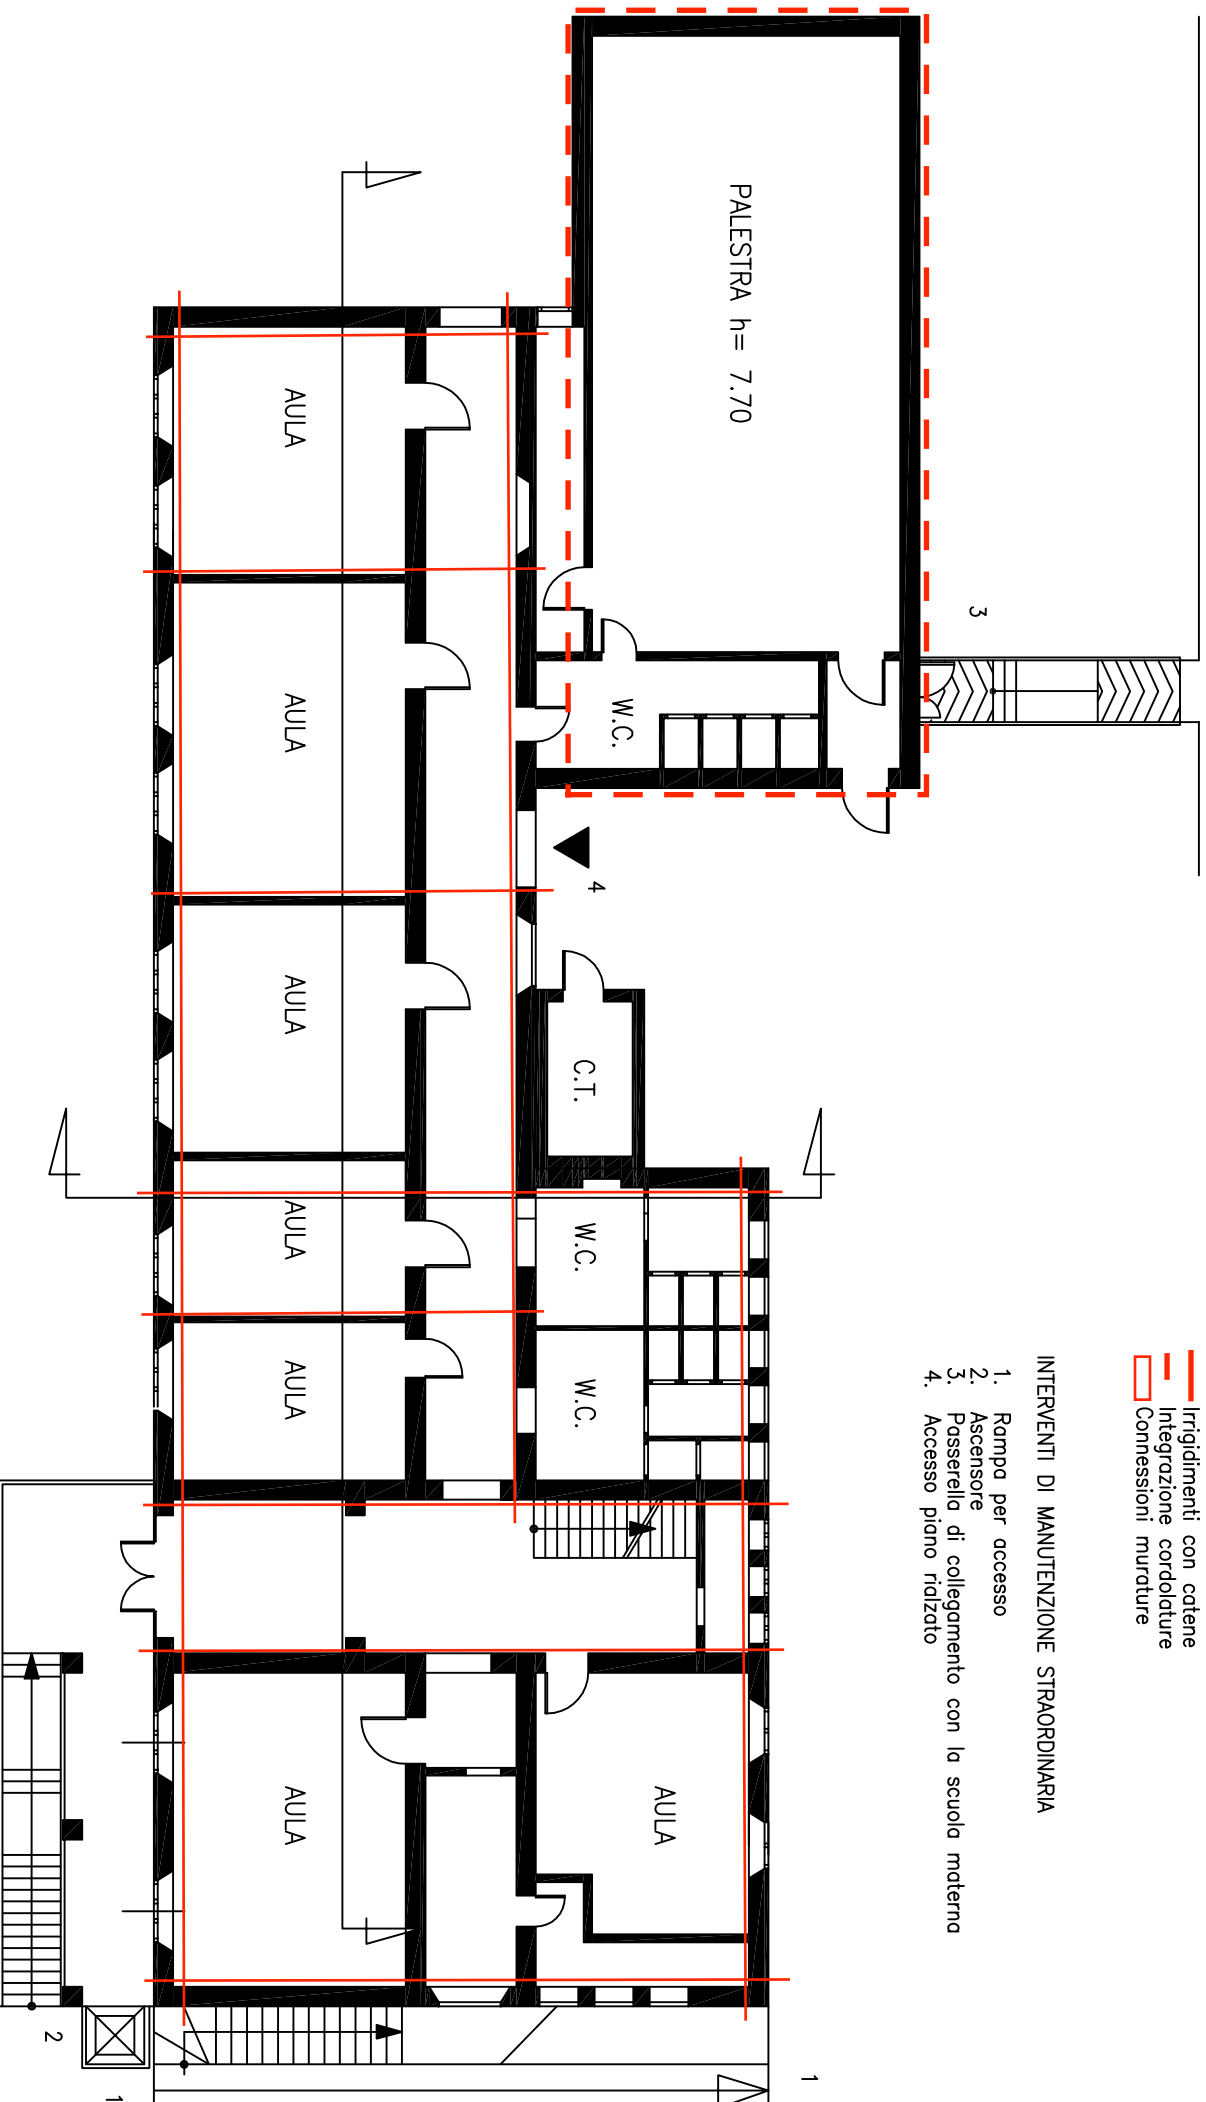 Irrigidimenti con catene
Integrazione cordolature
Connessioni murature
INTERVENTI DI MANUTENZIONE STRAORDINARIA
1. Rampa per accesso
2. Ascensore
3. Passerella di collegamento con la scuola materna
4. Accesso piano rialzato
3
PALESTRA h= 7.70
W.C.
4
C.T.
W.C.
W.C.
AULA
AULA
AULA
AULA
AULA
AULA
AULA
1
2
1